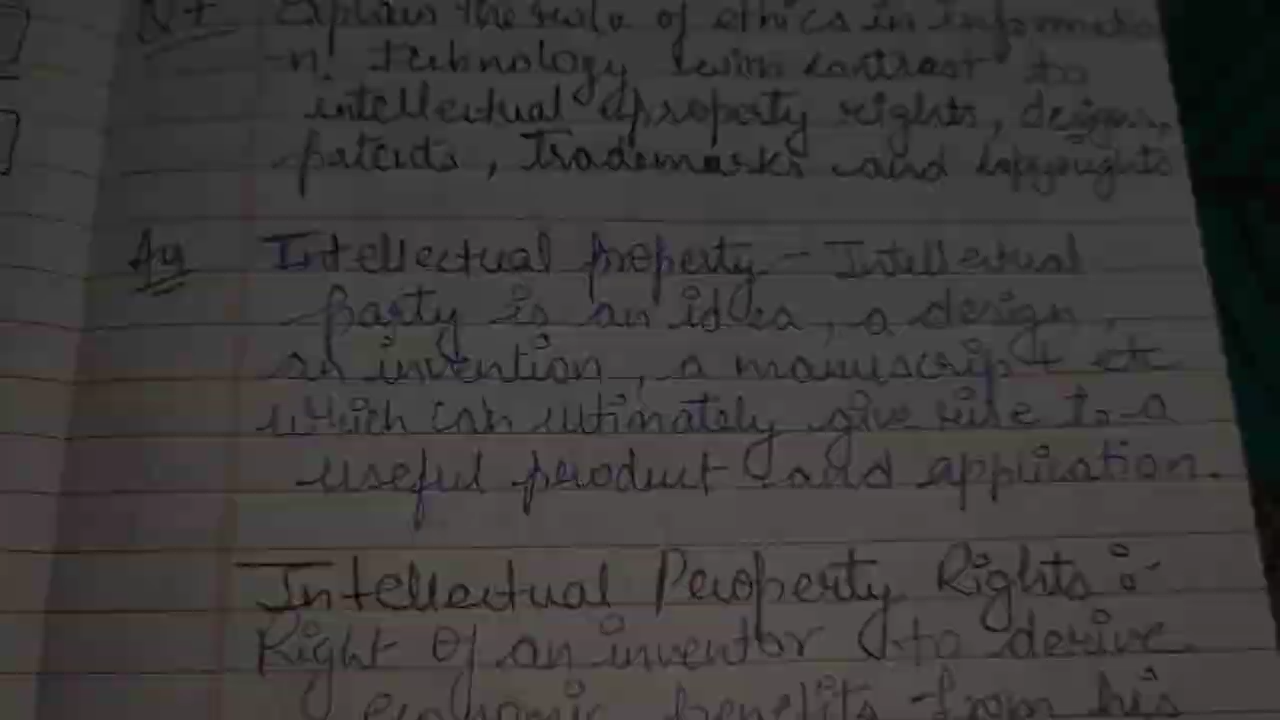 Explain the role of ethics in informatio
-n! Technology with contrast to
intellectual property rights, designs,
patents, Trademarks and copyrights
Intellectual property - Intellectual
party is an idea, a design,
an invention, a manuscript etc
which can ultimately give rise to a
useful product and application.
Intellectual Property Rights :-
Right of an inventor to derive
economic benefits from his